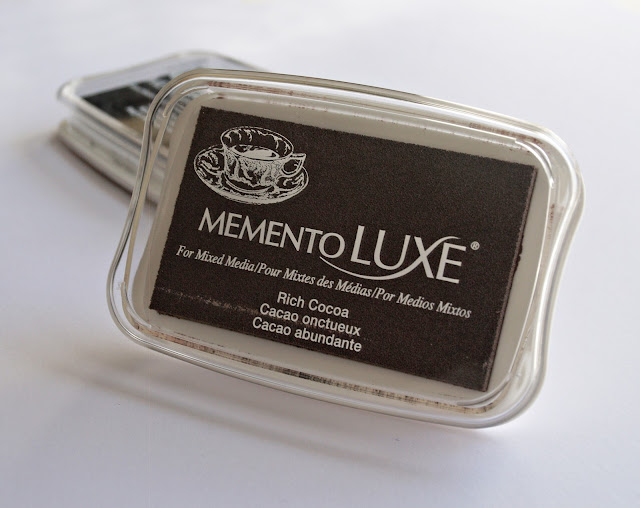 MEMENTO LUXE®
For Mixed Media/Pour Mixtes des Médias/Por Medios Mixtos
Rich Cocoa
Cacao onctueux
Cacao abundante